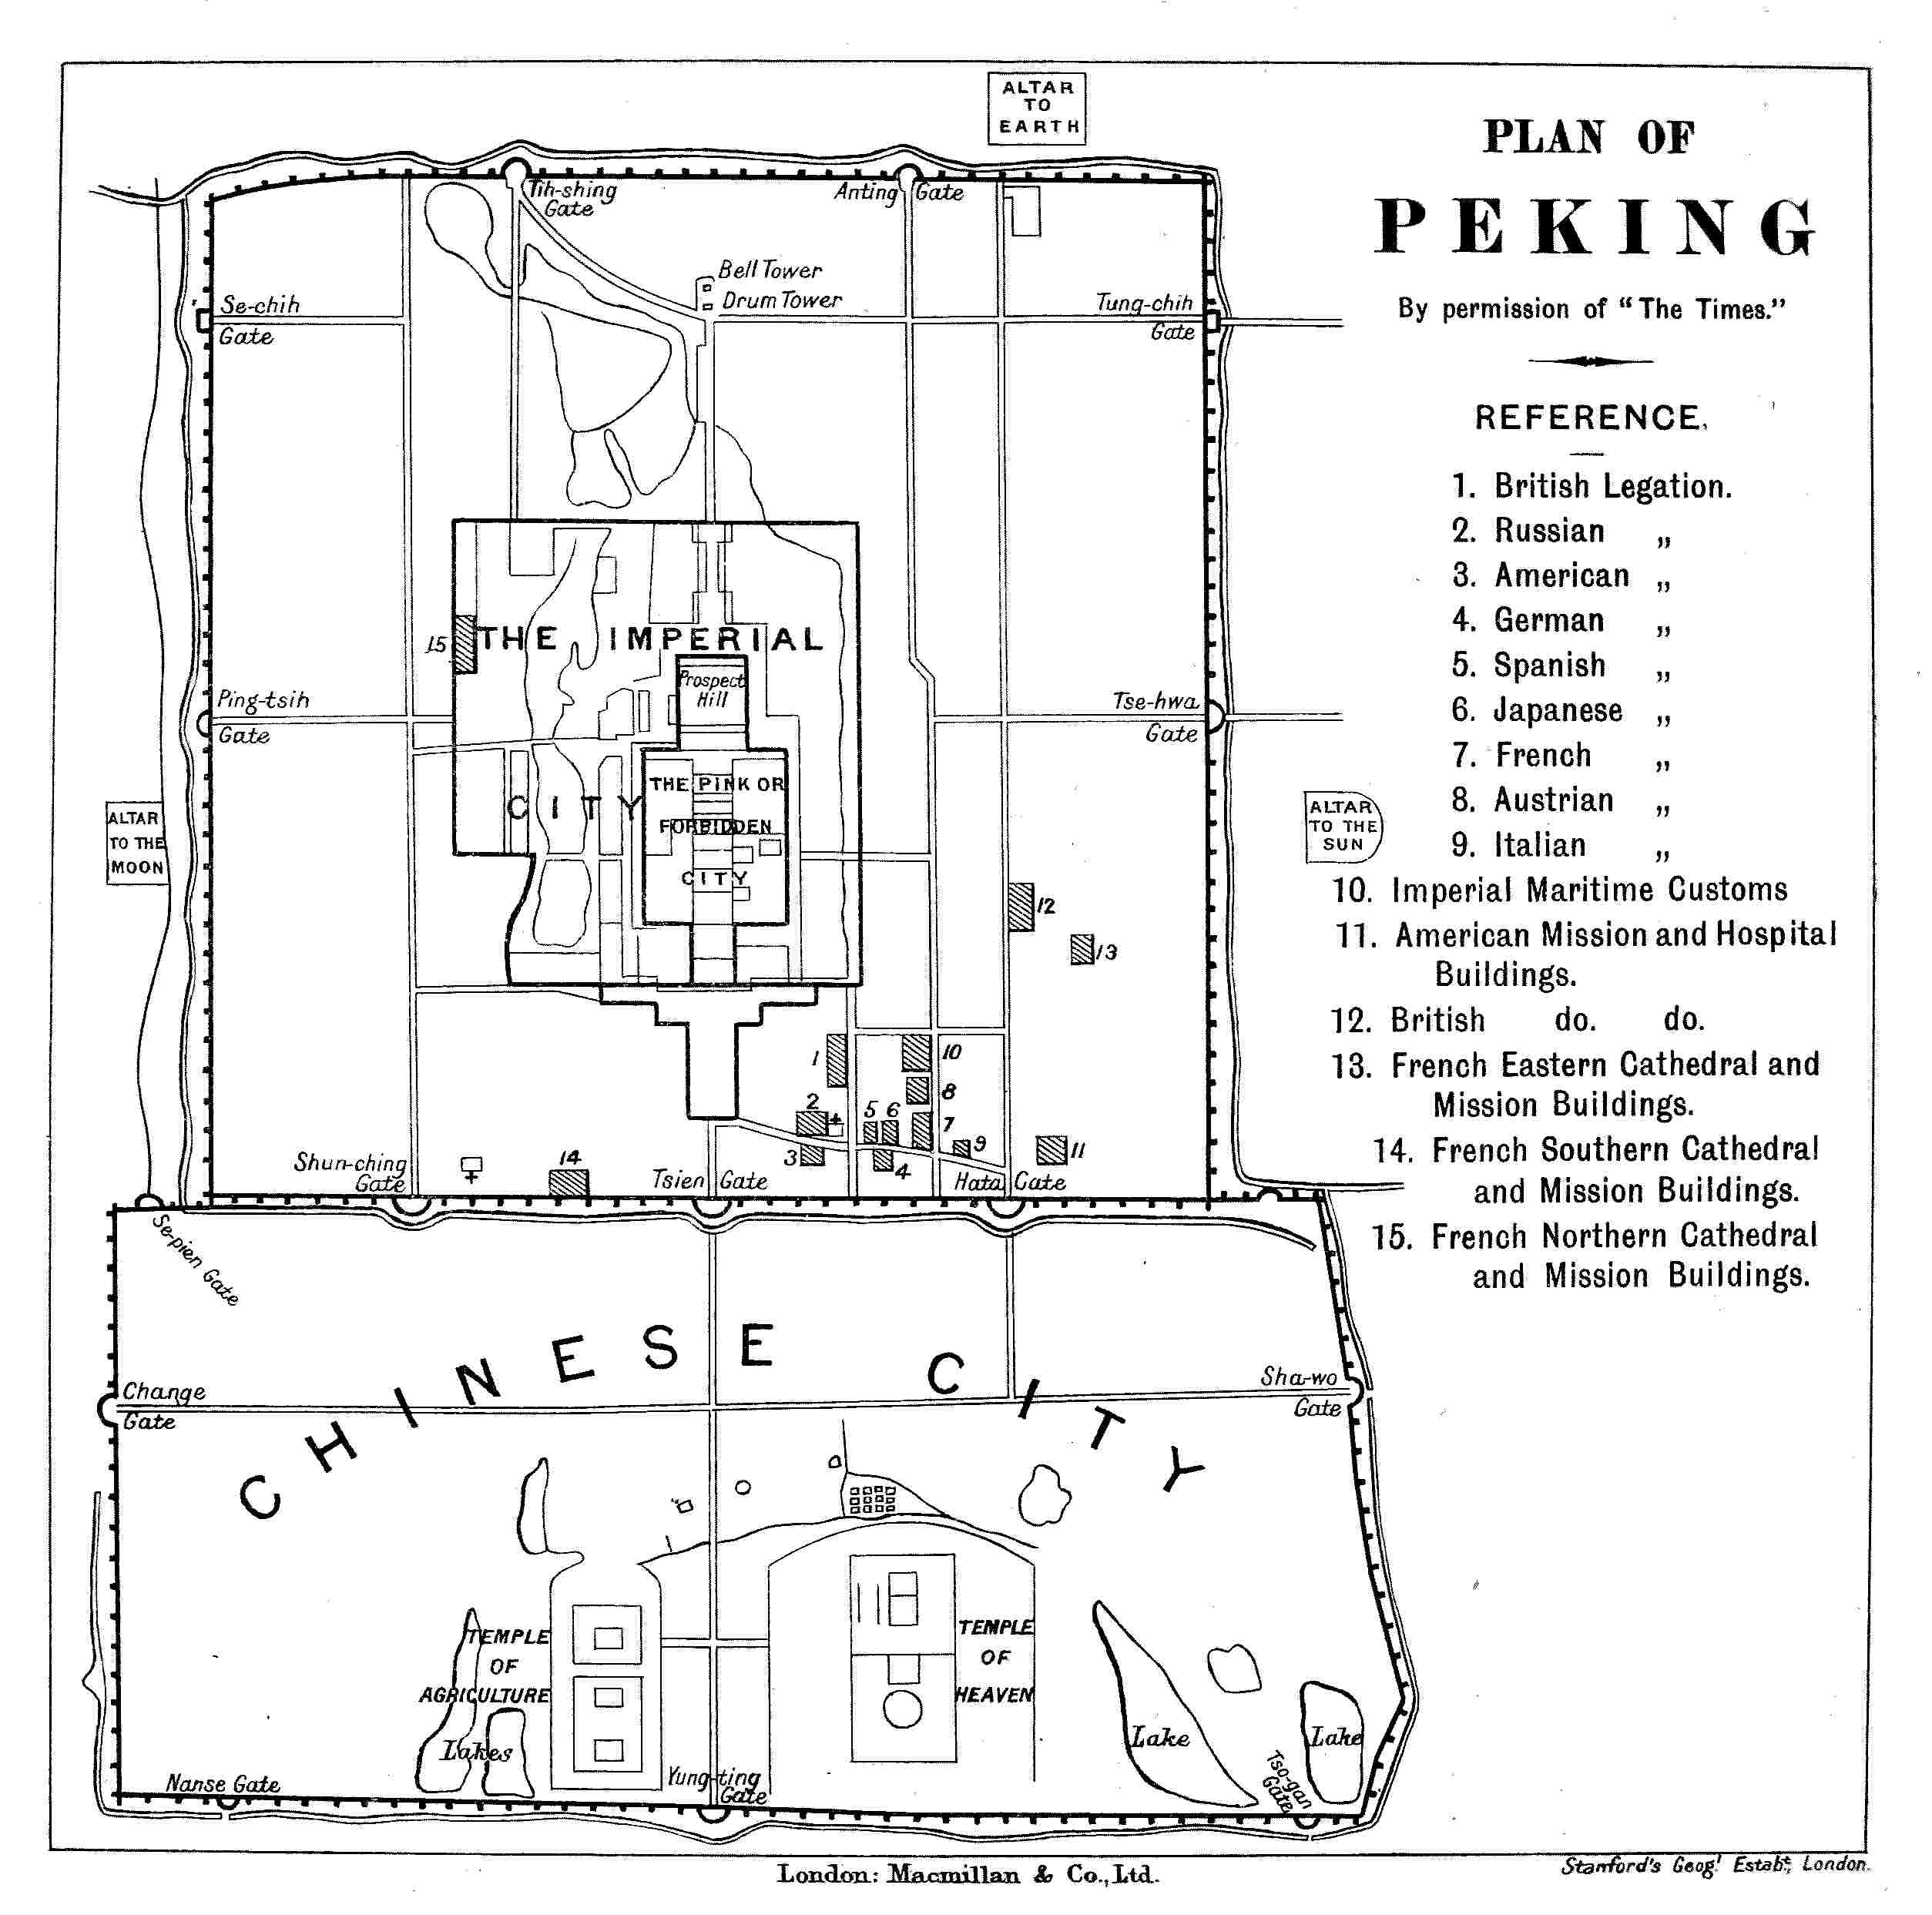 ALTAR
TO
EARTH
PLAN OF
PEKING
By permission of "The Times."
REFERENCE.
1. British Legation.
2. Russian „
3. American „
4. German „
5. Spanish „
6. Japanese „
7. French „
8. Austrian „
9. Italian „
10. Imperial Maritime Customs
11. American Mission and Hospital
Buildings.
12. British do. do.
13. French Eastern Cathedral and
Mission Buildings.
14. French Southern Cathedral
and Mission Buildings.
15. French Northern Cathedral
and Mission Buildings.
Tih-shing
Gate
Anting Gate
Bell Tower
Drum Tower
Se-chih
Gate
Tung-chih
Gate
15
THE IMPERIAL
CITY
Prospect
Hill
Ping-tsih
Gate
Tse-hwa
Gate
THE PINK OR
FORBIDDEN
CITY
ALTAR
TO THE
MOON
ALTAR
TO THE
SUN
12
13
1
10
8
2
5 6
7
3
4
9
11
14
Shun-ching
Gate
Tsien Gate
Hata Gate
Se-pien Gate
CHINESE CITY
Change
Gate
Sha-wo
Gate
TEMPLE
OF
AGRICULTURE
TEMPLE
OF
HEAVEN
Lakes
Lake
Lake
Nanse Gate
Yung-ting
Gate
Tso-gan
Gate
London: Macmillan & Co., Ltd.
Stanford's Geog! Estabt, London.